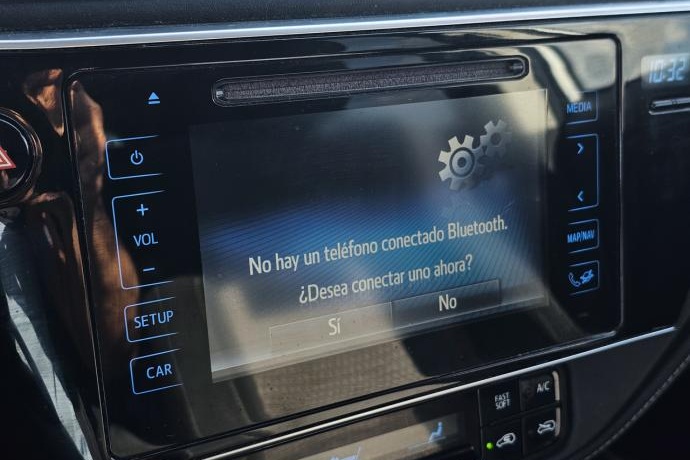 10:32
MEDIA
+
VOL
-
No hay un teléfono conectado Bluetooth.
¿Desea conectar uno ahora?
MAP/NAV
SETUP
Sí
No
CAR
FAST
SOFT
A/C